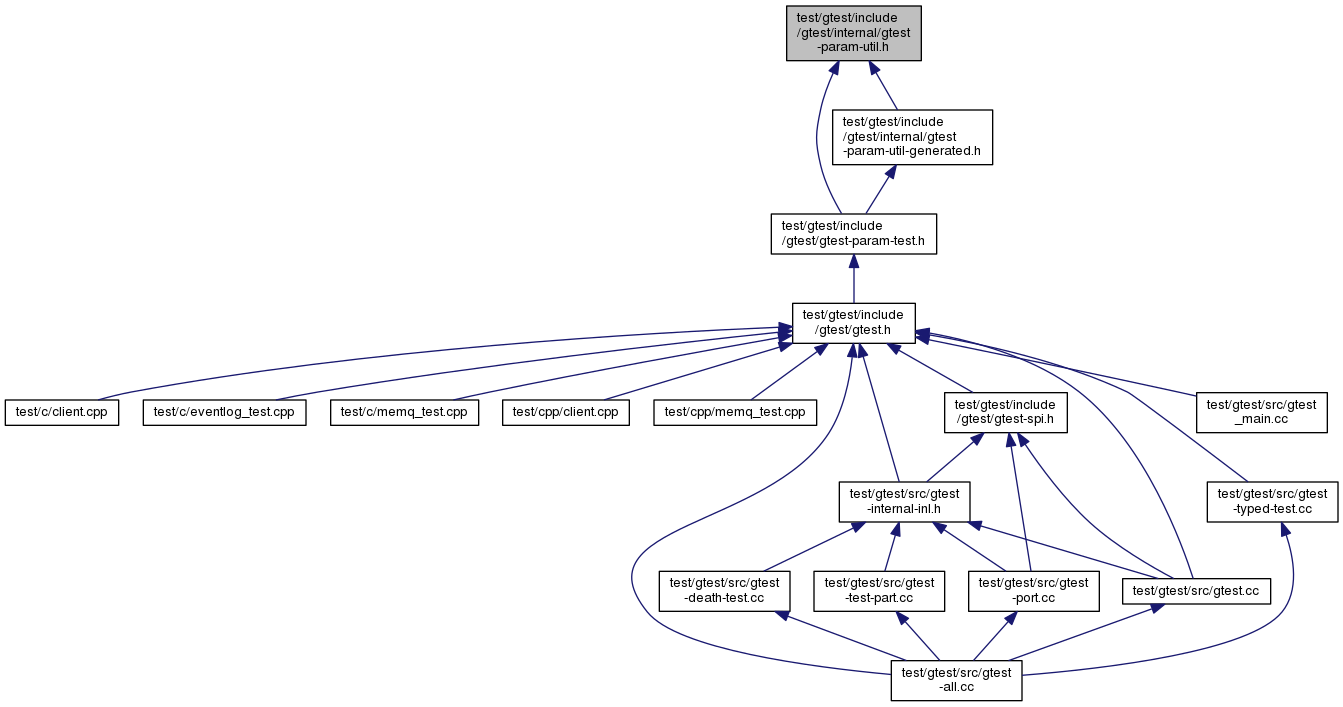 test/gtest/include
/gtest/internal/gtest
-param-util.h
test/gtest/include
/gtest/internal/gtest
-param-util-generated.h
test/gtest/include
/gtest/gtest-param-test.h
test/gtest/include
/gtest/gtest.h
test/c/client.cpp
test/c/eventlog_test.cpp
test/c/memq_test.cpp
test/cpp/client.cpp
test/cpp/memq_test.cpp
test/gtest/include
/gtest/gtest-spi.h
test/gtest/src/gtest
_main.cc
test/gtest/src/gtest
-internal-inl.h
test/gtest/src/gtest
-typed-test.cc
test/gtest/src/gtest
-death-test.cc
test/gtest/src/gtest
-test-part.cc
test/gtest/src/gtest
-port.cc
test/gtest/src/gtest.cc
test/gtest/src/gtest
-all.cc